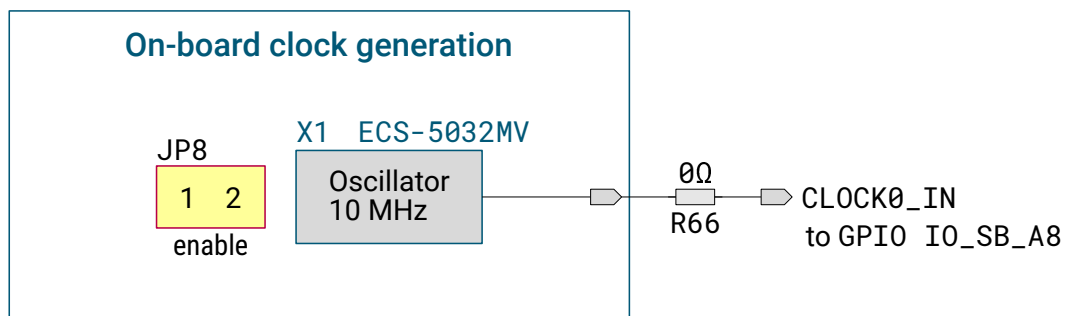 On-board clock generation
X1 ECS-5032MV
JP8
1 2
enable
Oscillator
10 MHz
0Ω
R66
CLOCK0_IN
to GPIO IO_SB_A8